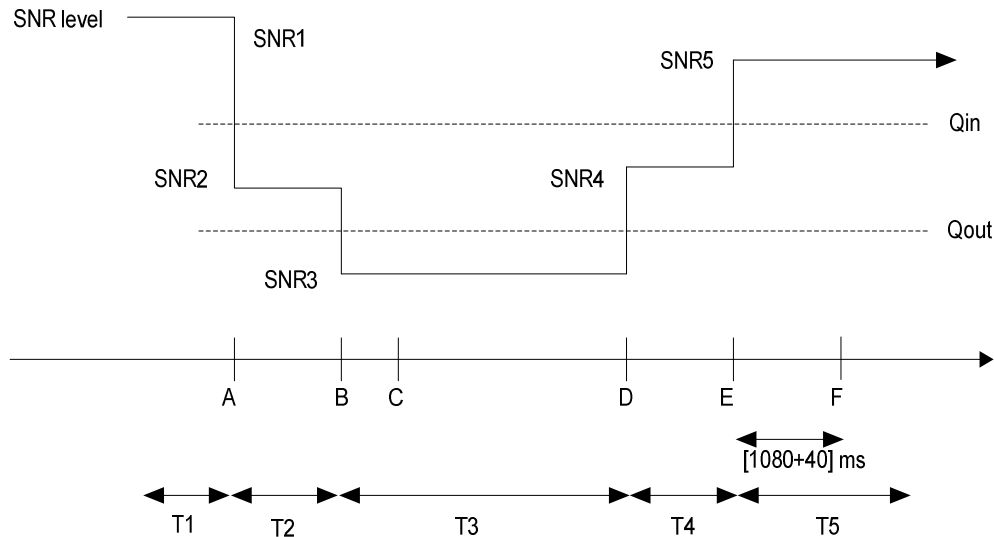 SNR level
SNR1
SNR5
Qin
SNR2
SNR4
Qout
SNR3
A B C D E F
[1080+40] ms
T1 T2 T3 T4 T5